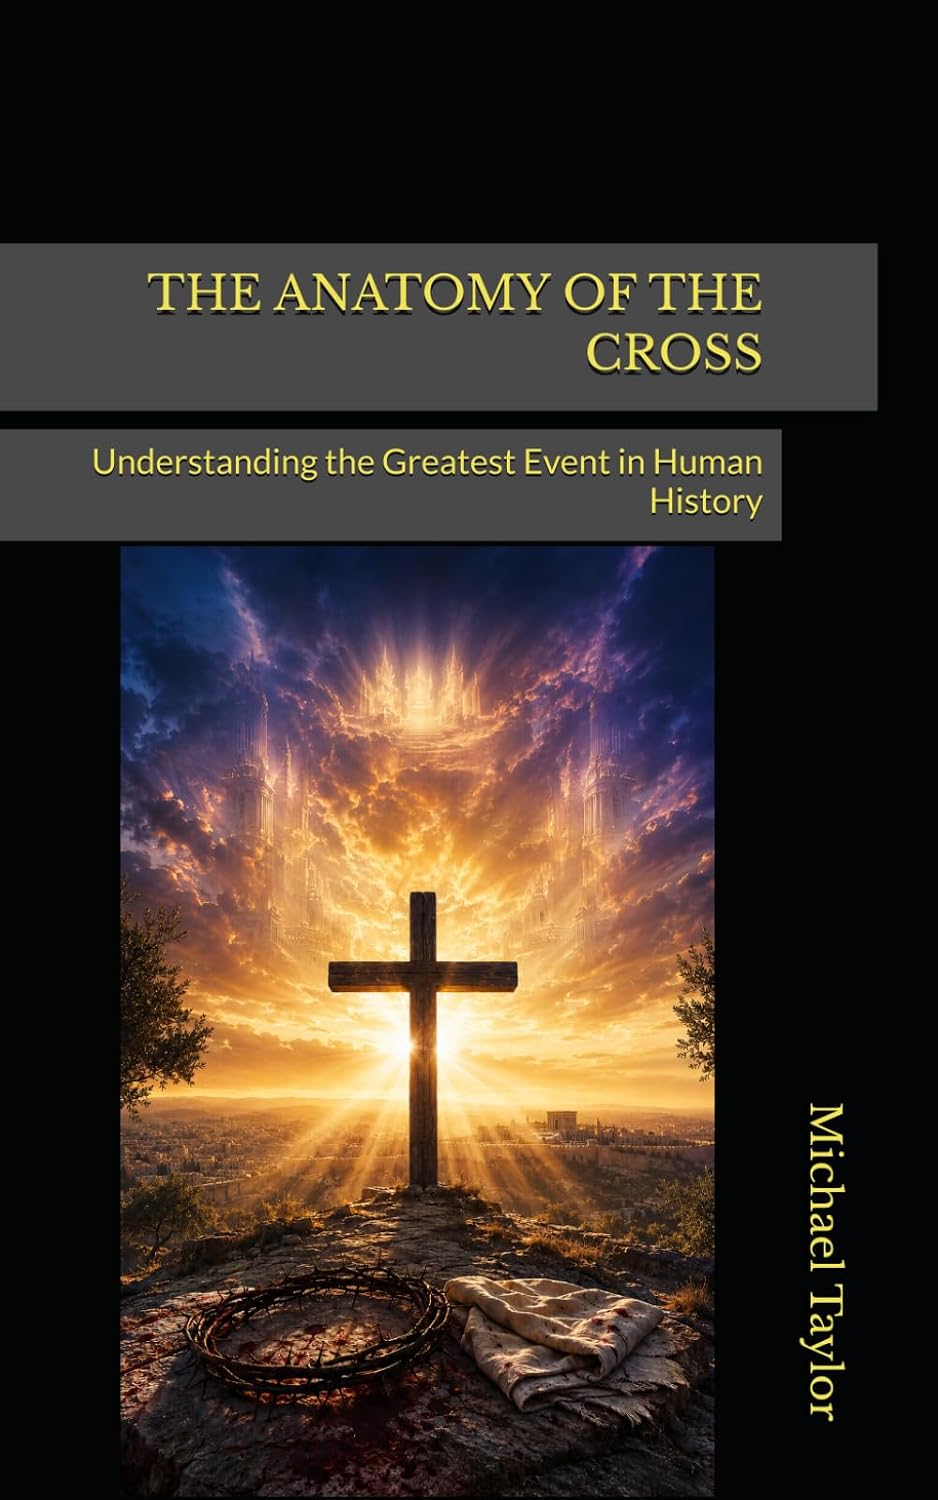 THE ANATOMY OF THE
CROSS
Understanding the Greatest Event in Human
History
Michael Taylor